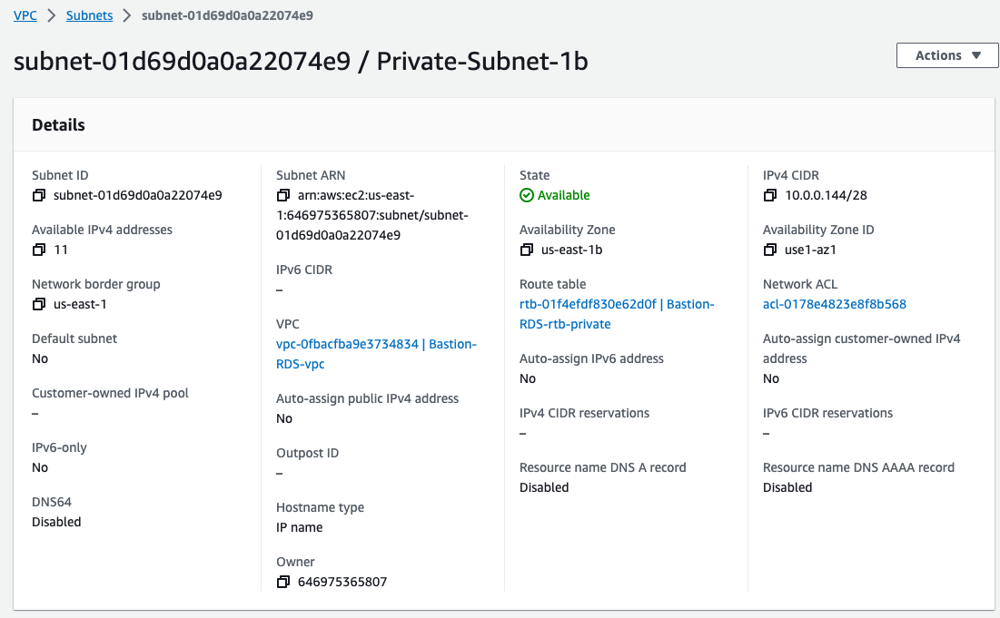 VPC > Subnets > subnet-01d69d0a0a22074e9
subnet-01d69d0a0a22074e9 / Private-Subnet-1b
Actions
Details
Subnet ID
subnet-01d69d0a0a22074e9
Available IPv4 addresses
11
Network border group
us-east-1
Default subnet
No
Customer-owned IPv4 pool
–
IPv6-only
No
DNS64
Disabled
Subnet ARN
arn:aws:ec2:us-east-
1:646975365807:subnet/subnet-
01d69d0a0a22074e9
IPv6 CIDR
–
VPC
vpc-0fbacfba9e3734834 | Bastion-
RDS-vpc
Auto-assign public IPv4 address
No
Outpost ID
–
Hostname type
IP name
Owner
646975365807
State
Available
Availability Zone
us-east-1b
Route table
rtb-01f4efdf830e62d0f | Bastion-
RDS-rtb-private
Auto-assign IPv6 address
No
IPv4 CIDR reservations
–
Resource name DNS A record
Disabled
IPv4 CIDR
10.0.0.144/28
Availability Zone ID
use1-az1
Network ACL
acl-0178e4823e8f8b568
Auto-assign customer-owned IPv4
address
No
IPv6 CIDR reservations
–
Resource name DNS AAAA record
Disabled